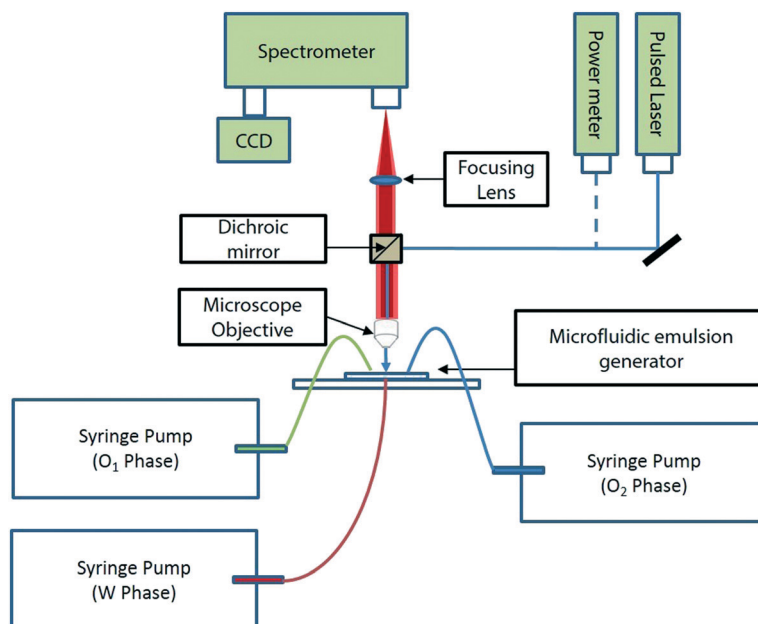 Spectrometer
CCD
Power meter
Pulsed Laser
Focusing
Lens
Dichroic
mirror
Microscope
Objective
Microfluidic emulsion
generator
Syringe Pump
(O₁ Phase)
Syringe Pump
(O₂ Phase)
Syringe Pump
(W Phase)